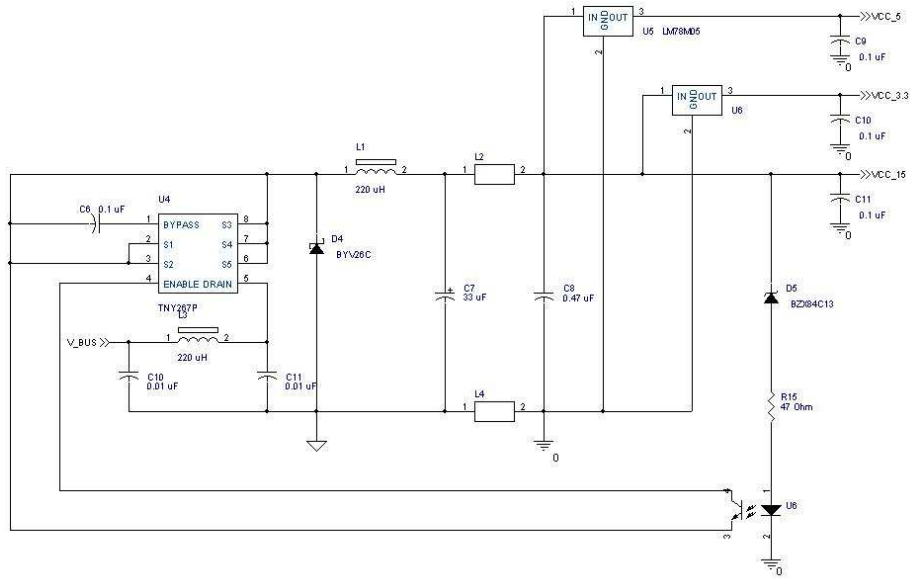 1 IN GND OUT 3 VCC_5
U5 LM78M05
2
C9
0.1 uF
0
1 IN GND OUT 3 VCC_3.3
U6
2
C10
0.1 uF
0
L1
1 2
220 uH
L2
1 2
VCC_15
C11
0.1 uF
0
U4
C6 0.1 uF
1 BYPASS S3 8
2 S1 S4 7
3 S2 S5 6
4 ENABLE DRAIN 5
TNY267P
D4
BYV26C
C7
33 uF
C8
0.47 uF
D5
BZX84C13
L3
V_BUS 1 2
220 uH
C10
0.01 uF
C11
0.01 uF
L4
1 2
0
R15
47 Ohm
4
3
1
U6
2
0